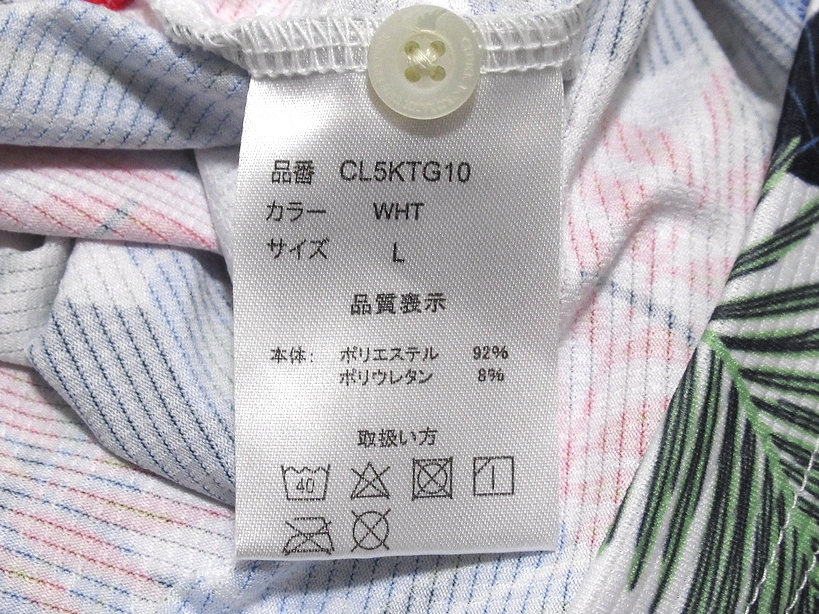 品番 CL5KTG10
カラー WHT
サイズ L
品質表示
本体: ポリエステル 92%
ポリウレタン 8%
取扱い方
40